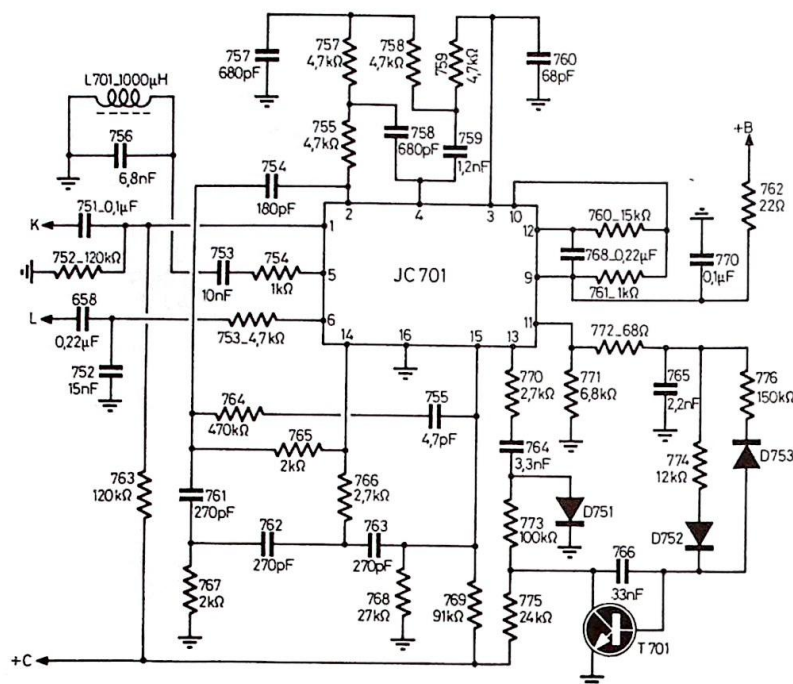 757
680pF
757
4,7kΩ
758
4,7kΩ
759
4,7kΩ
760
68pF
L701_1000µH
756
6,8nF
755
4,7kΩ
758
680pF
759
1,2nF
+B
762
22Ω
754
180pF
751_0,1µF
K
752_120kΩ
753
10nF
754
1kΩ
L
658
0,22µF
752
15nF
753_4,7kΩ
2
4
3
10
1
5
6
14
16
15
13
12
9
11
JC701
760_15kΩ
768_0,22µF
761_1kΩ
770
0,1µF
772_68Ω
764
470kΩ
755
4,7pF
765
2kΩ
766
2,7kΩ
770
2,7kΩ
771
6,8kΩ
765
2,2nF
776
150kΩ
764
3,3nF
774
12kΩ
D753
763
120kΩ
761
270pF
762
270pF
763
270pF
773
100kΩ
D751
D752
766
33nF
767
2kΩ
768
27kΩ
769
91kΩ
775
24kΩ
T701
+C